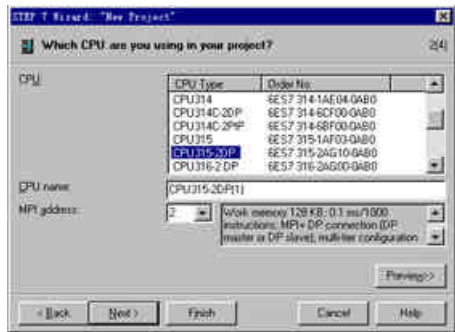 STEP 7 Wizard: "New Project"
Which CPU are you using in your project?
2(4)
CPU:
CPU Type Order No
CPU314 6ES7 314-1AE04-0AB0
CPU314C-2DP 6ES7 314-6CF00-0AB0
CPU314C-2PtP 6ES7 314-6BF00-0AB0
CPU315 6ES7 315-1AF03-0AB0
CPU315-2DP 6ES7 315-2AG10-0AB0
CPU316-2 DP 6ES7 316-2AG00-0AB0
CPU name: CPU315-2DP(1)
MPI address: 2
Work memory 128 KB; 0.1 ms/1000
instructions; MPI+ DP connection (DP
master or DP slave); multi-tier configuration
Preview>>
< Back Next > Finish Cancel Help